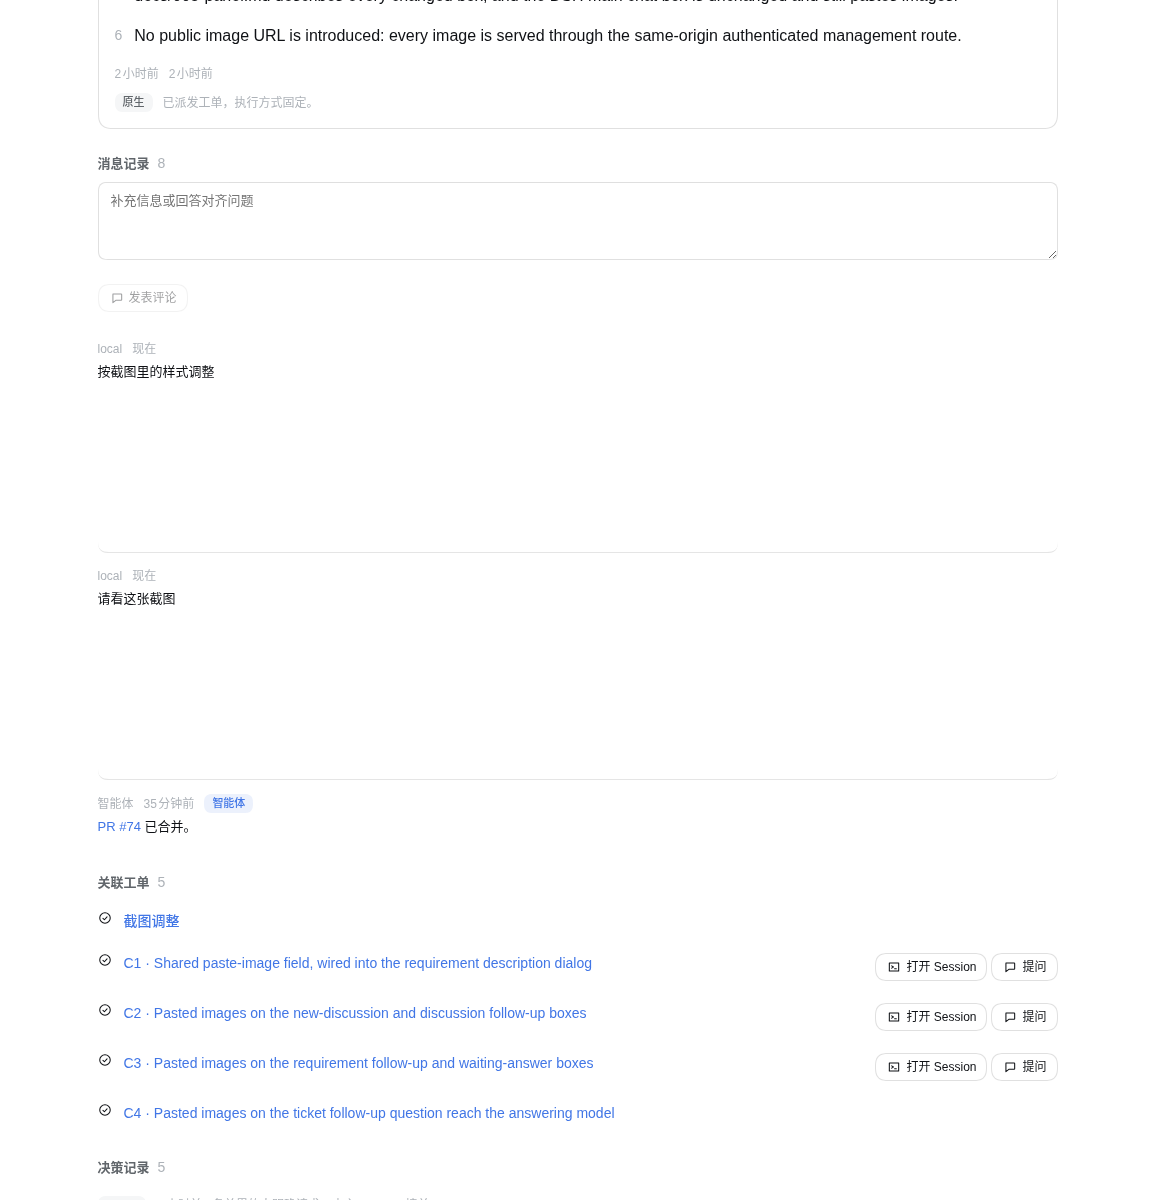 6 No public image URL is introduced: every image is served through the same-origin authenticated management route.
2小时前 2小时前
原生 已派发工单，执行方式固定。
消息记录 8
补充信息或回答对齐问题
发表评论
local 现在
按截图里的样式调整
local 现在
请看这张截图
智能体 35分钟前 智能体
PR #74 已合并。
关联工单 5
截图调整
C1 · Shared paste-image field, wired into the requirement description dialog 打开 Session 提问
C2 · Pasted images on the new-discussion and discussion follow-up boxes 打开 Session 提问
C3 · Pasted images on the requirement follow-up and waiting-answer boxes 打开 Session 提问
C4 · Pasted images on the ticket follow-up question reach the answering model
决策记录 5